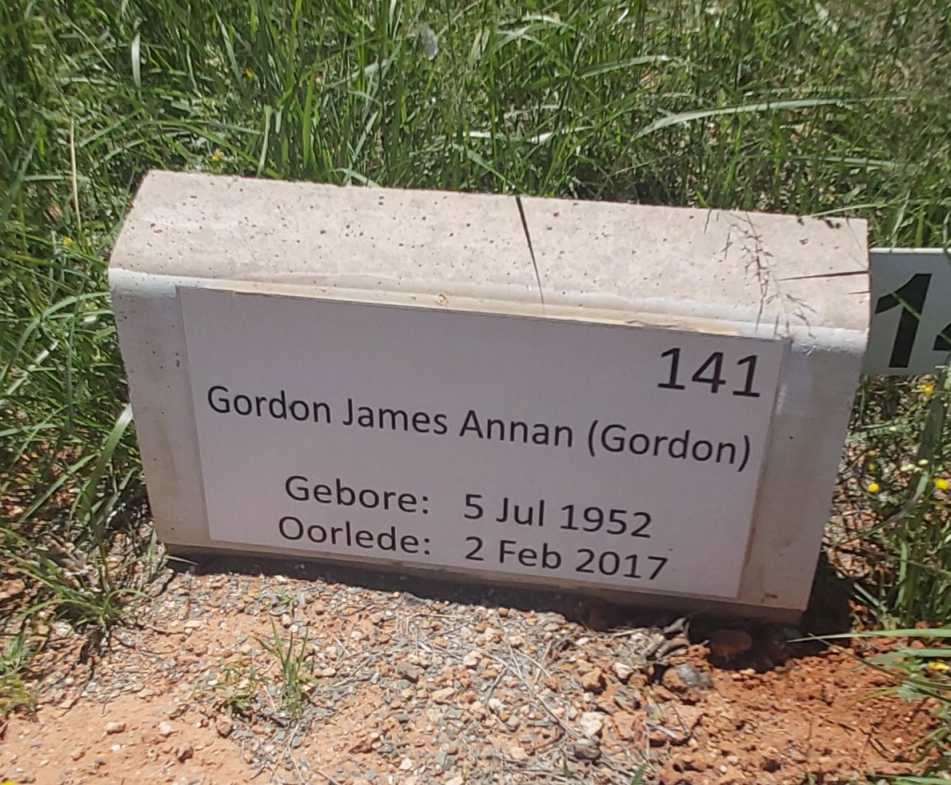 141
Gordon James Annan (Gordon)
Gebore: 5 Jul 1952
Oorlede: 2 Feb 2017